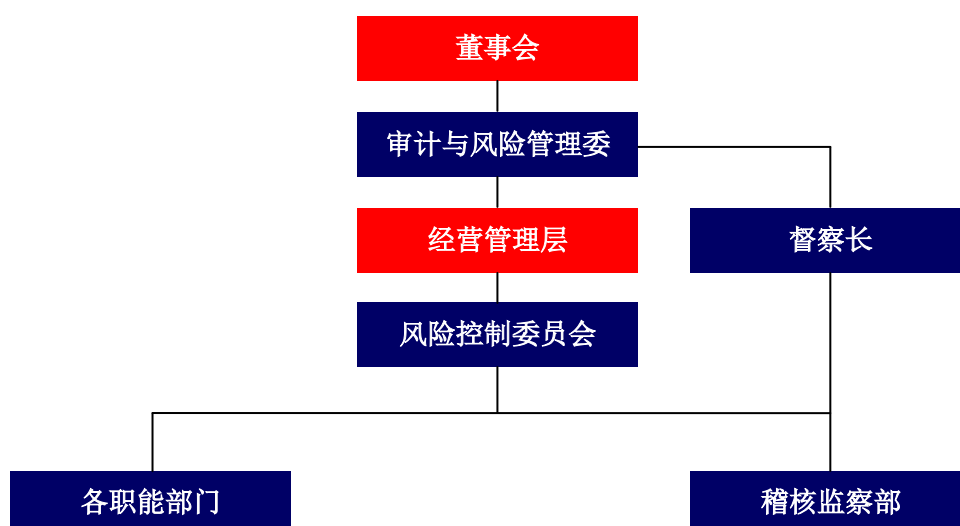 董事会
审计与风险管理委
经营管理层
督察长
风险控制委员会
各职能部门
稽核监察部